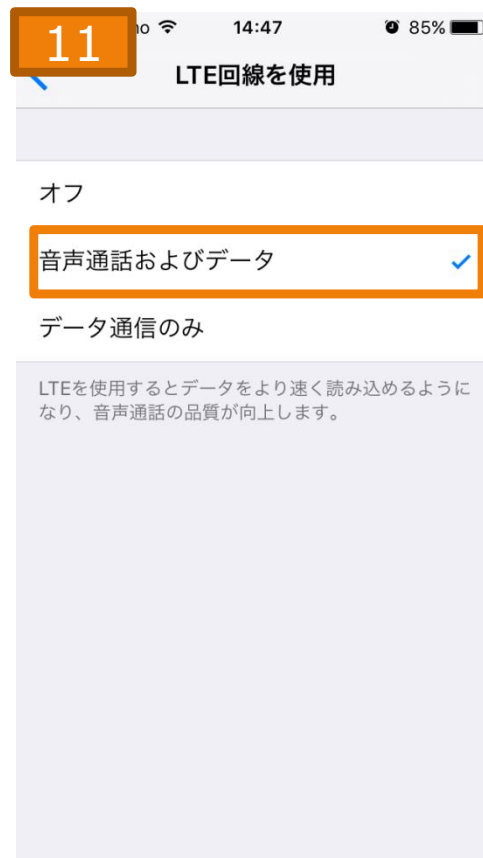 11
14:47
85%
LTE回線を使用
オフ
音声通話およびデータ
データ通信のみ
LTEを使用するとデータをより速く読み込めるように
なり、音声通話の品質が向上します。